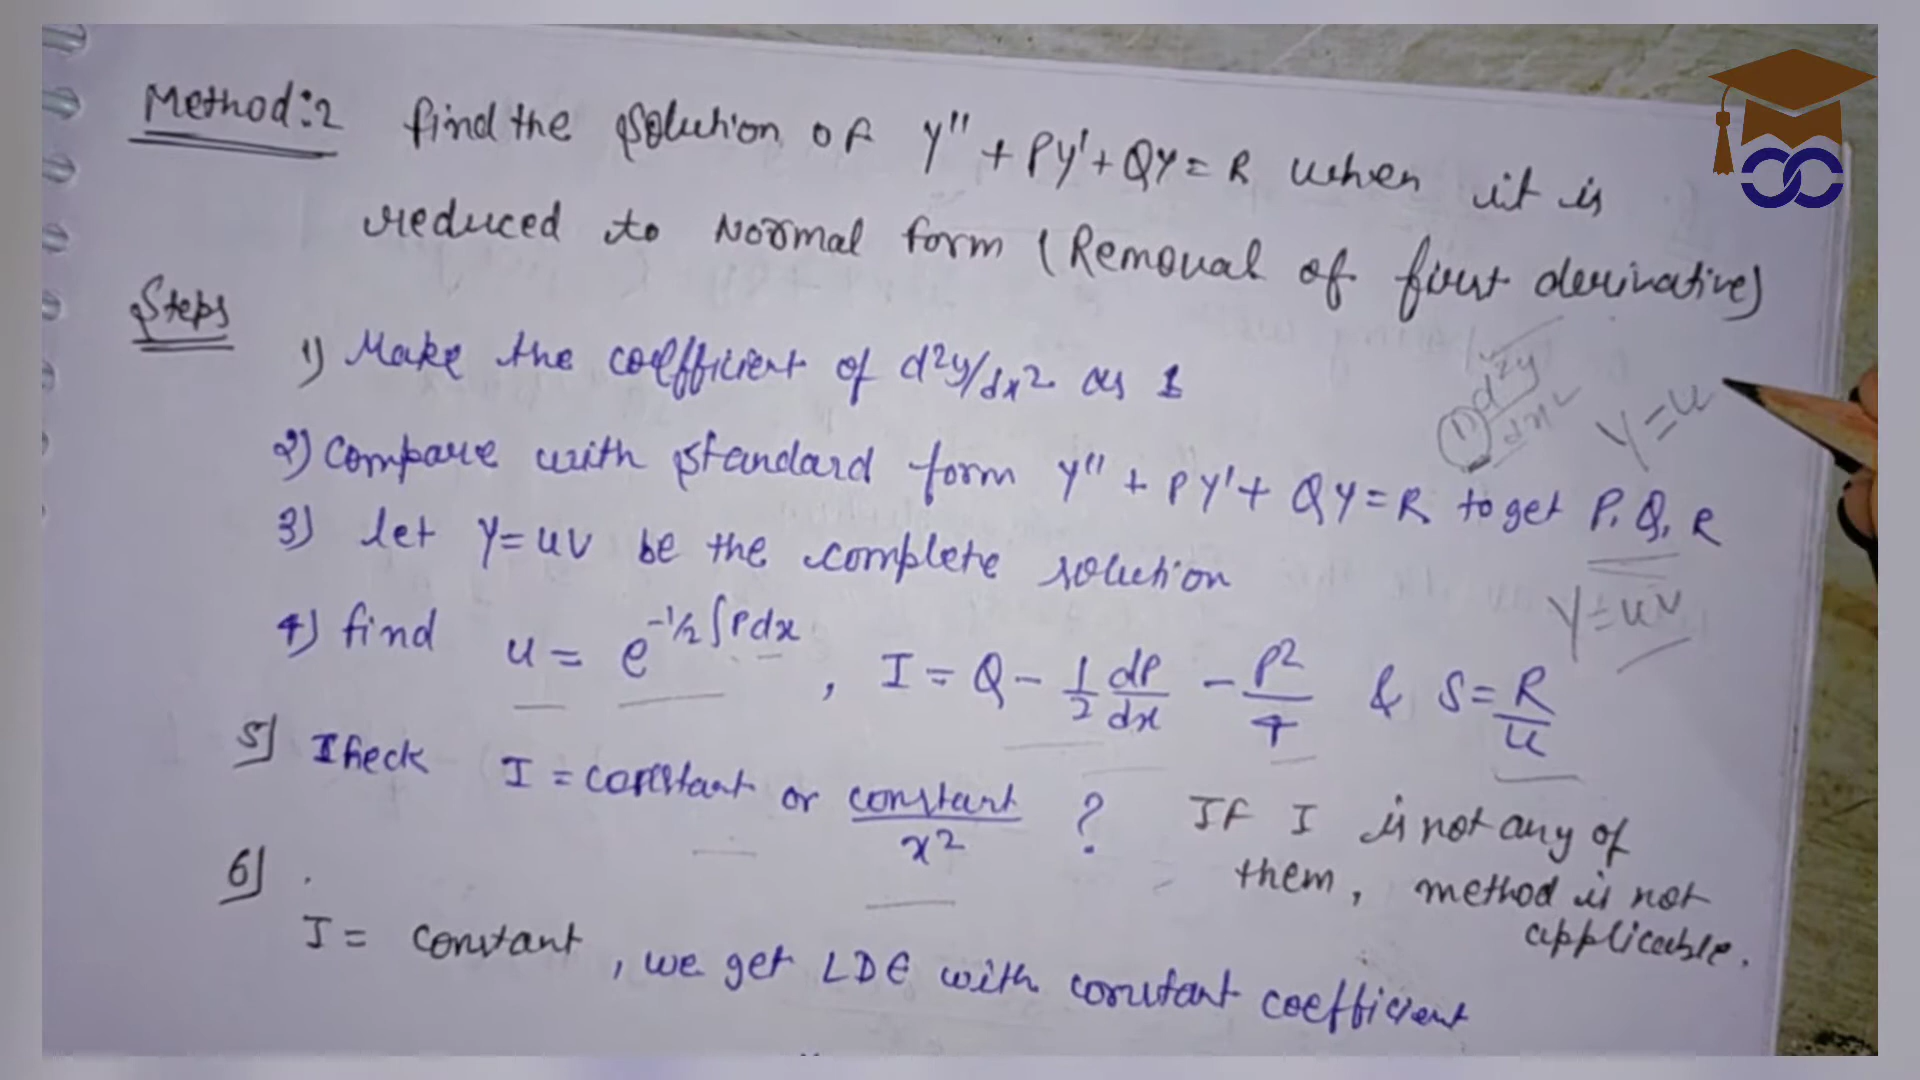 Method:2 find the solution of y'' + Py' + Qy = R when it is
reduced to Normal form (Removal of first derivative)
Steps
1) Make the coefficient of d²y/dx² as 1
① d²y/dx²
y = u
2) Compare with standard form y'' + Py' + Qy = R to get P, Q, R
3) let y = uv be the complete solution
y = uv
4) find u = e^{-1/2 ∫Pdx} , I = Q - 1/2 dP/dx - P²/4 & S = R/u
5) Check I = constant or constant/x² ? If I is not any of
them, method is not
applicable.
6)
I = constant , we get LDE with constant coefficient